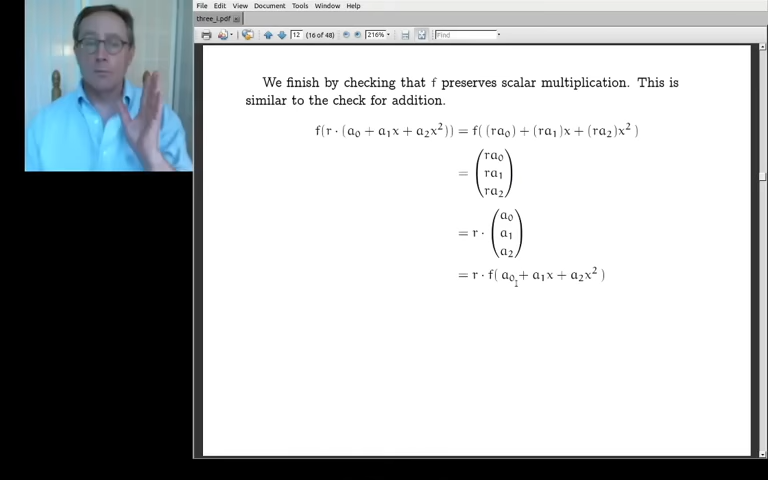 File Edit View Document Tools Window Help
three_i.pdf
12 (16 of 48) 216% Find
We finish by checking that f preserves scalar multiplication. This is
similar to the check for addition.
f(r · (a₀ + a₁x + a₂x²)) = f( (ra₀) + (ra₁)x + (ra₂)x² )
= (ra₀
ra₁
ra₂)
= r · (a₀
a₁
a₂)
= r · f( a₀ + a₁x + a₂x² )